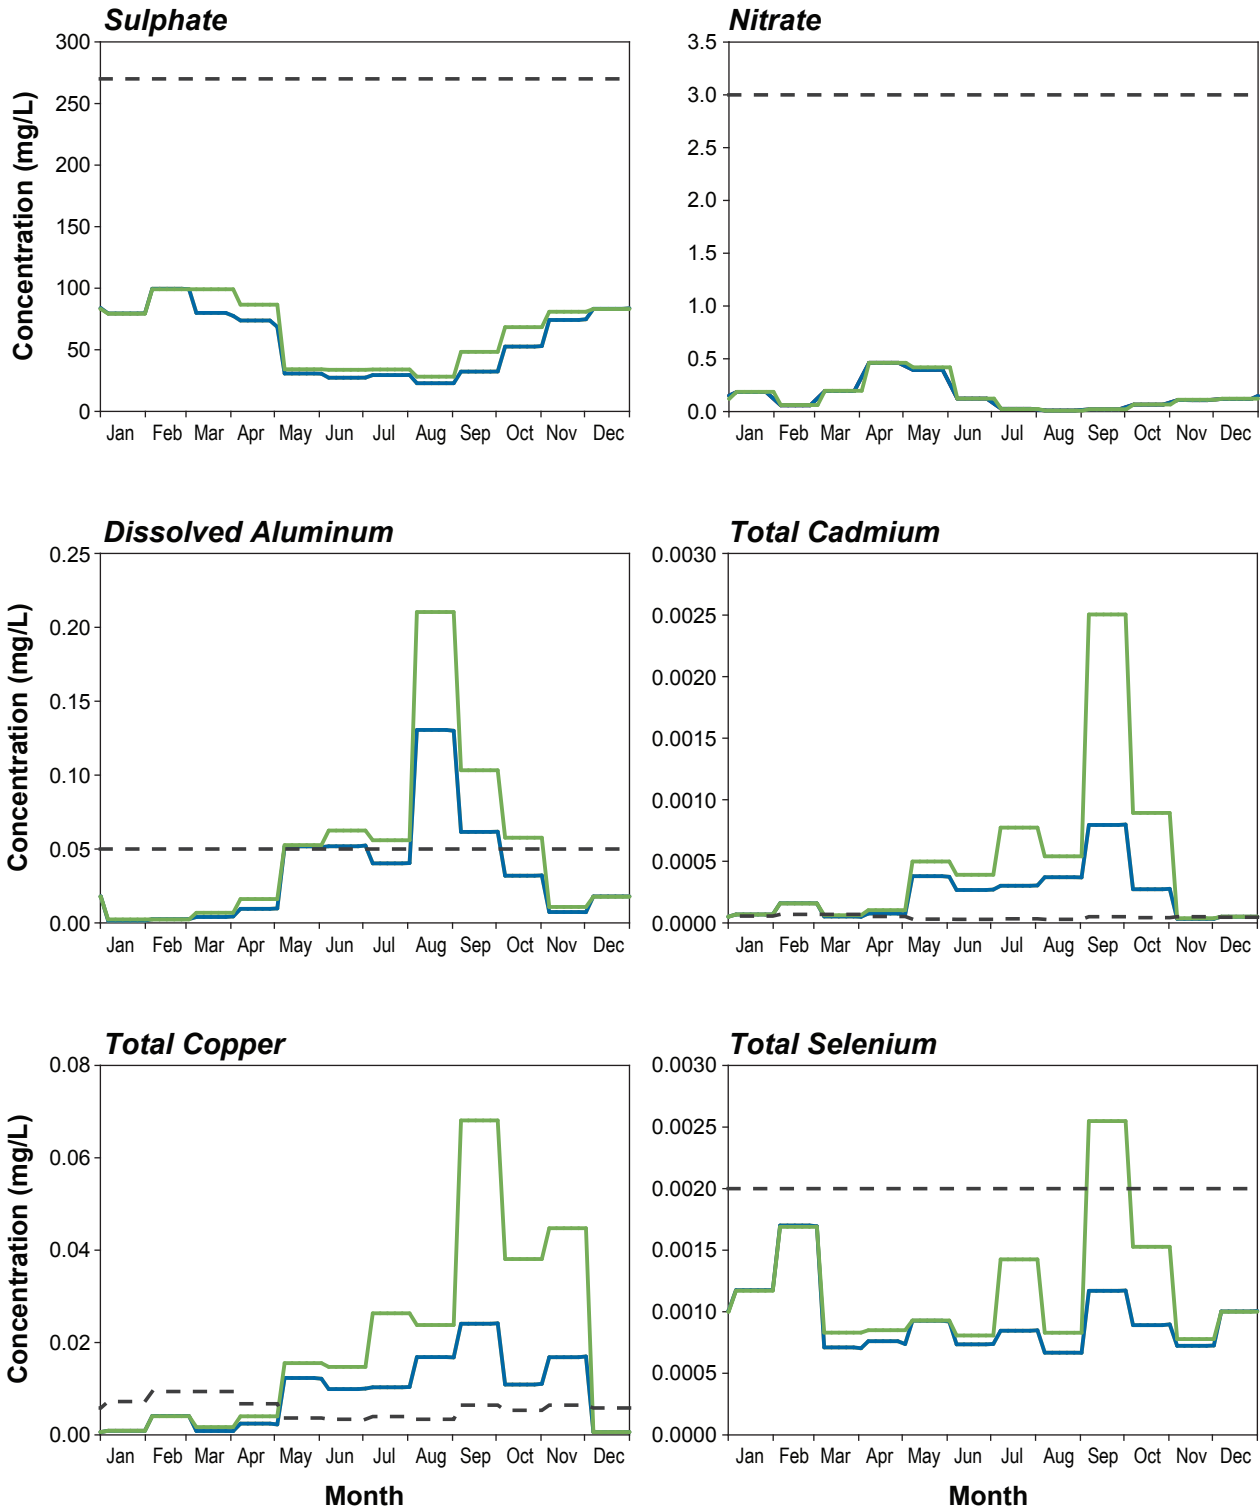 Sulphate
Concentration (mg/L)
300
250
200
150
100
50
0
Jan Feb Mar Apr May Jun Jul Aug Sep Oct Nov Dec
Nitrate
3.5
3.0
2.5
2.0
1.5
1.0
0.5
0.0
Jan Feb Mar Apr May Jun Jul Aug Sep Oct Nov Dec
Dissolved Aluminum
Concentration (mg/L)
0.25
0.20
0.15
0.10
0.05
0.00
Jan Feb Mar Apr May Jun Jul Aug Sep Oct Nov Dec
Total Cadmium
0.0030
0.0025
0.0020
0.0015
0.0010
0.0005
0.0000
Jan Feb Mar Apr May Jun Jul Aug Sep Oct Nov Dec
Total Copper
Concentration (mg/L)
0.08
0.06
0.04
0.02
0.00
Jan Feb Mar Apr May Jun Jul Aug Sep Oct Nov Dec
Month
Total Selenium
0.0030
0.0025
0.0020
0.0015
0.0010
0.0005
0.0000
Jan Feb Mar Apr May Jun Jul Aug Sep Oct Nov Dec
Month